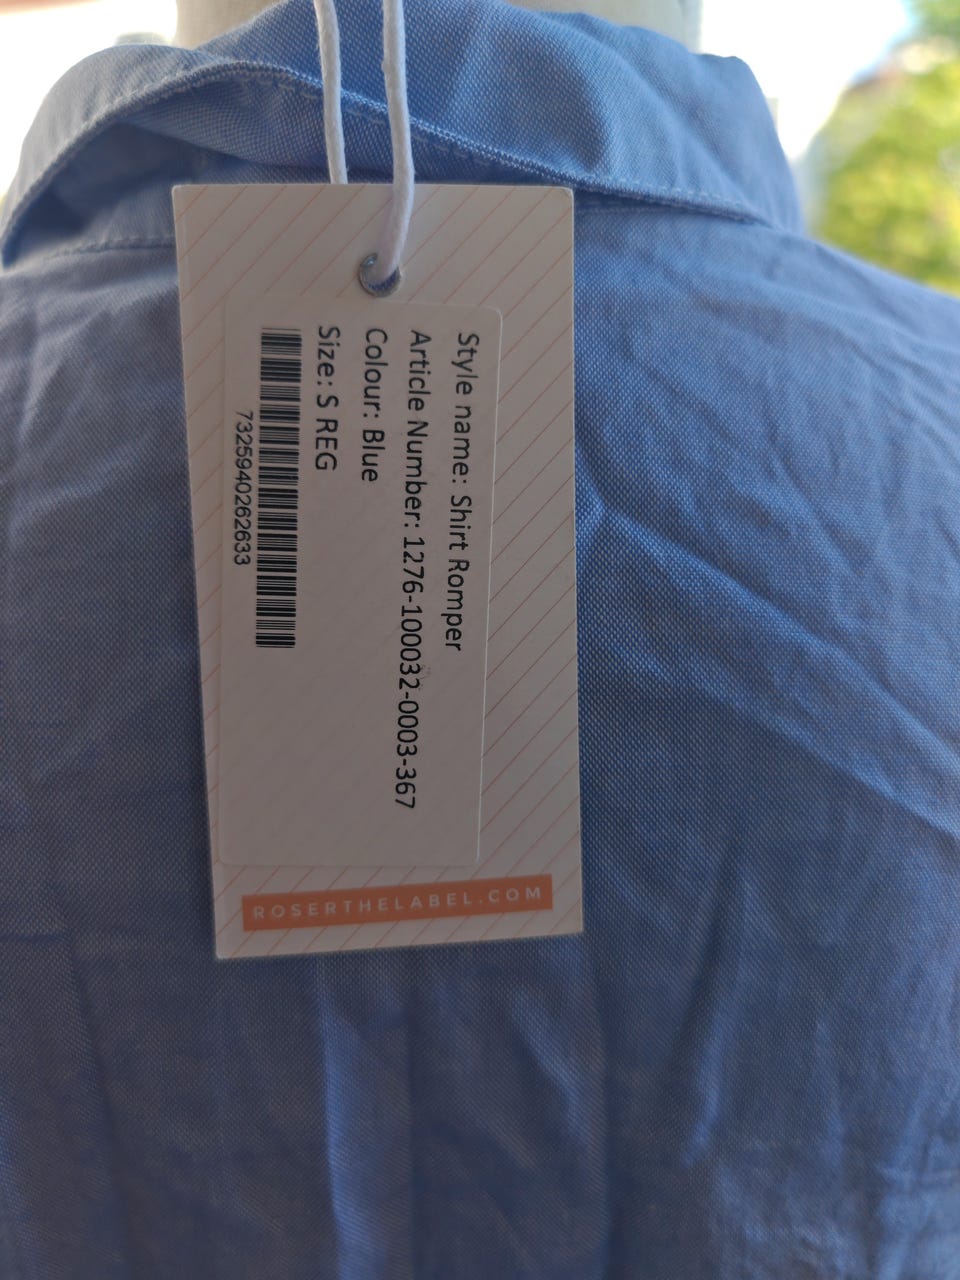 Style name: Shirt Romper
Article Number: 1276-100032-0003-367
Colour: Blue
Size: S REG
7325940262633
ROSERTHELABEL.COM